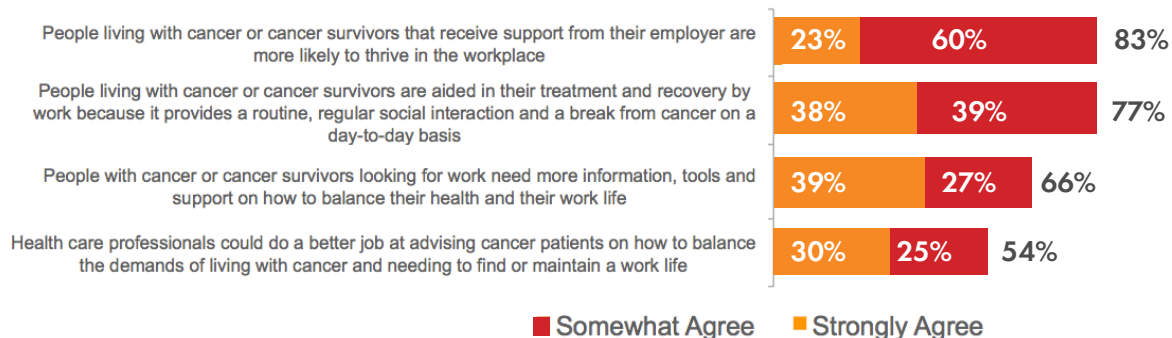 People living with cancer or cancer survivors that receive support from their employer are
more likely to thrive in the workplace
23% 60% 83%
People living with cancer or cancer survivors are aided in their treatment and recovery by
work because it provides a routine, regular social interaction and a break from cancer on a
day-to-day basis
38% 39% 77%
People with cancer or cancer survivors looking for work need more information, tools and
support on how to balance their health and their work life
39% 27% 66%
Health care professionals could do a better job at advising cancer patients on how to balance
the demands of living with cancer and needing to find or maintain a work life
30% 25% 54%
Somewhat Agree Strongly Agree